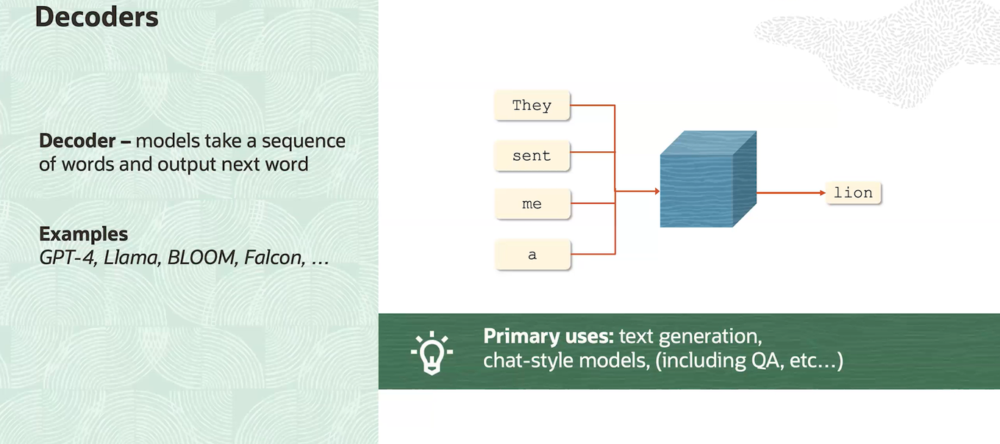 Decoders
Decoder – models take a sequence
of words and output next word
Examples
GPT-4, Llama, BLOOM, Falcon, …
They
sent
me
a
lion
Primary uses: text generation,
chat-style models, (including QA, etc…)